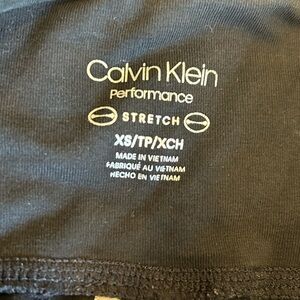 Calvin Klein
Performance
STRETCH
XS/TP/XCH
MADE IN VIETNAM
FABRIQUÉ AU VIETNAM
HECHO EN VIETNAM